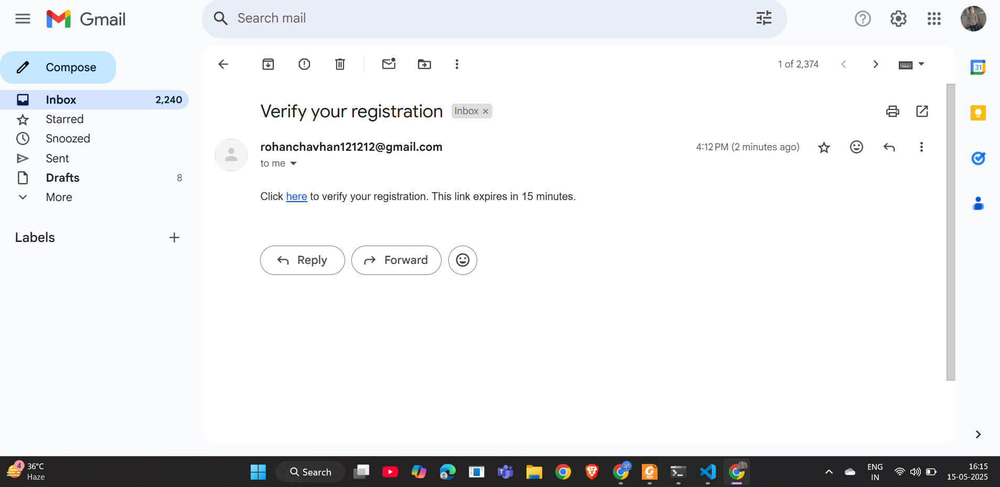 Gmail
Search mail
Compose
1 of 2,374
31
Inbox 2,240
Starred
Snoozed
Sent
Drafts 8
More
Labels
Verify your registration Inbox ×
rohanchavhan121212@gmail.com 4:12 PM (2 minutes ago)
to me
Click here to verify your registration. This link expires in 15 minutes.
Reply Forward
4 36°C
Haze
Search
T
PDF
ENG
IN
16:15
15-05-2025